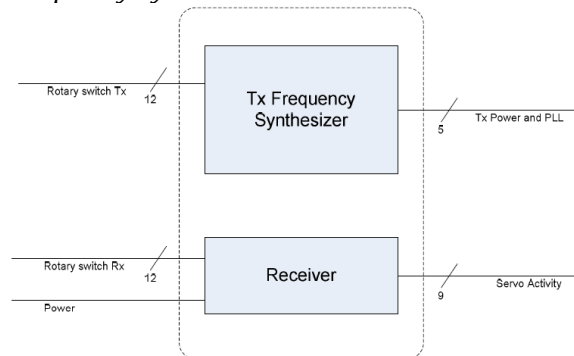 Rotary switch Tx
12
Tx Frequency
Synthesizer
5
Tx Power and PLL
Rotary switch Rx
12
Receiver
9
Servo Activity
Power